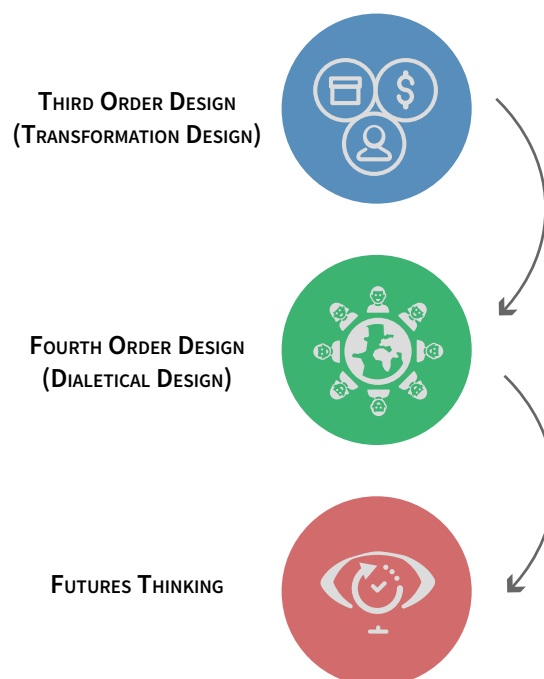 Third Order Design
(Transformation Design)
$
Fourth Order Design
(Dialetical Design)
Futures Thinking